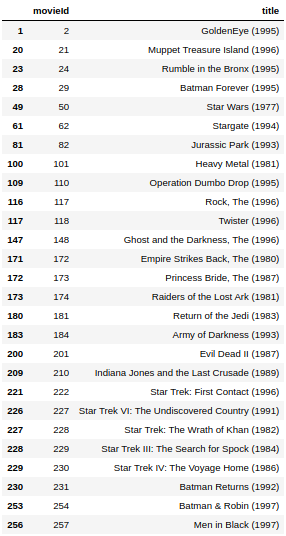 movieId title
1 2 GoldenEye (1995)
20 21 Muppet Treasure Island (1996)
23 24 Rumble in the Bronx (1995)
28 29 Batman Forever (1995)
49 50 Star Wars (1977)
61 62 Stargate (1994)
81 82 Jurassic Park (1993)
100 101 Heavy Metal (1981)
109 110 Operation Dumbo Drop (1995)
116 117 Rock, The (1996)
117 118 Twister (1996)
147 148 Ghost and the Darkness, The (1996)
171 172 Empire Strikes Back, The (1980)
172 173 Princess Bride, The (1987)
173 174 Raiders of the Lost Ark (1981)
180 181 Return of the Jedi (1983)
183 184 Army of Darkness (1993)
200 201 Evil Dead II (1987)
209 210 Indiana Jones and the Last Crusade (1989)
221 222 Star Trek: First Contact (1996)
226 227 Star Trek VI: The Undiscovered Country (1991)
227 228 Star Trek: The Wrath of Khan (1982)
228 229 Star Trek III: The Search for Spock (1984)
229 230 Star Trek IV: The Voyage Home (1986)
230 231 Batman Returns (1992)
253 254 Batman & Robin (1997)
256 257 Men in Black (1997)